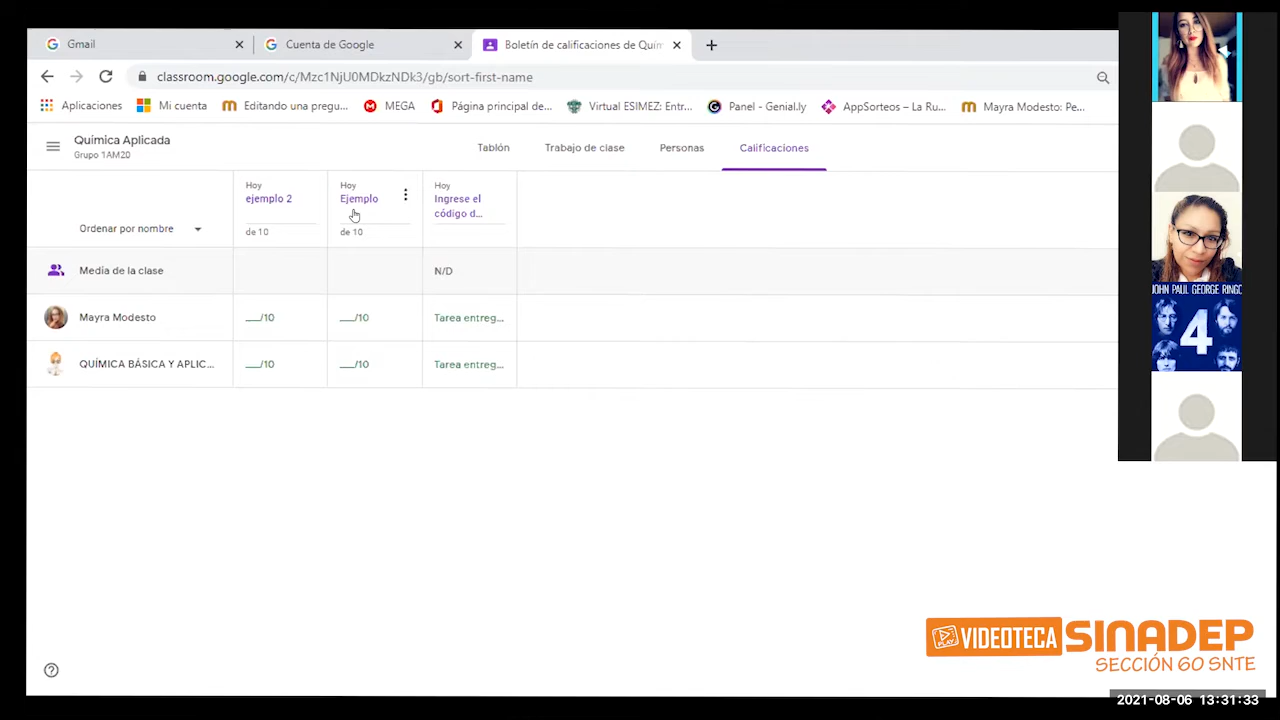 Gmail
Cuenta de Google
Boletín de calificaciones de Quím
classroom.google.com/c/Mzc1NjU0MDkzNDk3/gb/sort-first-name
Aplicaciones
Mi cuenta
Editando una pregu...
MEGA
Página principal de...
Virtual ESIMEZ: Entr...
Panel - Genial.ly
AppSorteos – La Ru...
Mayra Modesto: Pe...
Química Aplicada
Grupo 1AM20
Tablón
Trabajo de clase
Personas
Calificaciones
Ordenar por nombre
Hoy
ejemplo 2
de 10
Hoy
Ejemplo
de 10
Hoy
Ingrese el
código d...
Media de la clase
N/D
Mayra Modesto
__/10
__/10
Tarea entreg...
QUÍMICA BÁSICA Y APLIC...
__/10
__/10
Tarea entreg...
JOHN PAUL GEORGE RINGO
4
PLAY
VIDEOTECA SINADEP
SECCIÓN 60 SNTE
2021-08-06 13:31:33